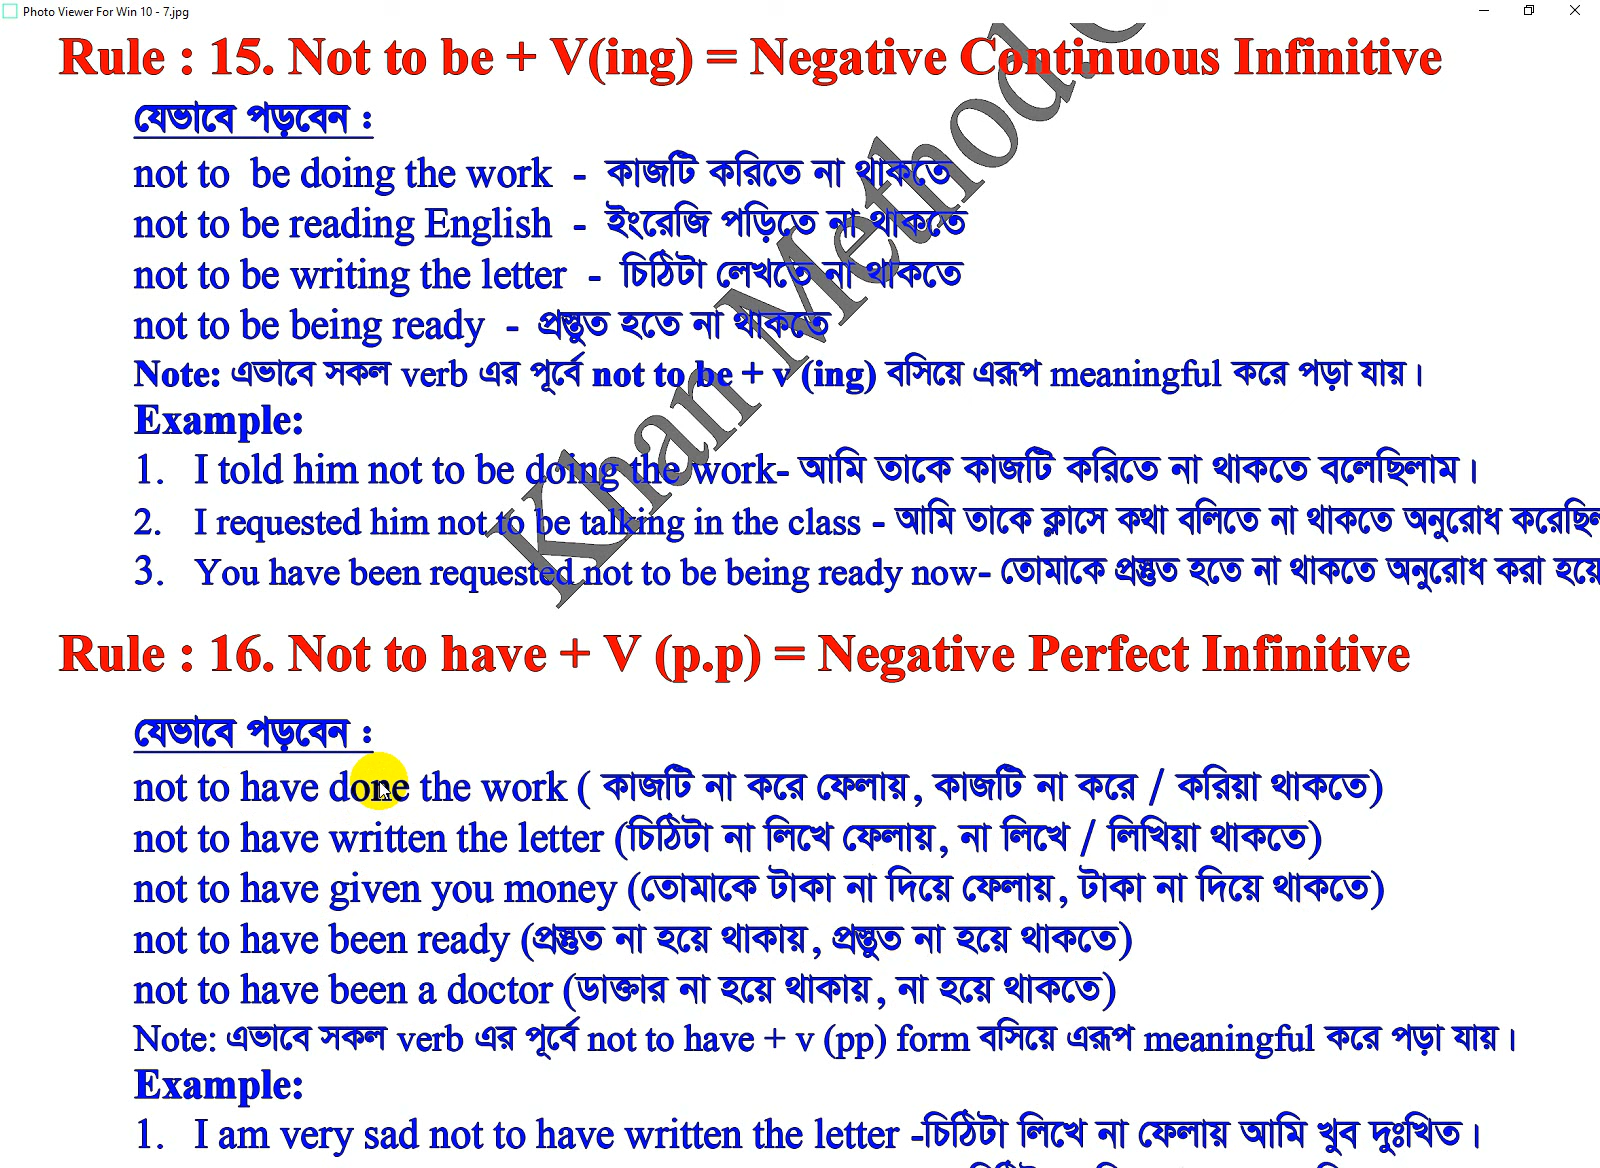 Photo Viewer For Win 10 - 7.jpg
Rule : 15. Not to be + V(ing) = Negative Continuous Infinitive
যেভাবে পড়বেন :
not to be doing the work - কাজটি করিতে না থাকতে
not to be reading English - ইংরেজি পড়িতে না থাকতে
not to be writing the letter - চিঠিটা লেখতে না থাকতে
not to be being ready - প্রস্তুত হতে না থাকতে
Note: এভাবে সকল verb এর পূর্বে not to be + v (ing) বসিয়ে এরূপ meaningful করে পড়া যায়।
Example:
1. I told him not to be doing the work- আমি তাকে কাজটি করিতে না থাকতে বলেছিলাম।
2. I requested him not to be talking in the class - আমি তাকে ক্লাসে কথা বলিতে না থাকতে অনুরোধ
3. You have been requested not to be being ready now- তোমাকে প্রস্তুত হতে না থাকতে অনুরোধ করা
Rule : 16. Not to have + V (p.p) = Negative Perfect Infinitive
যেভাবে পড়বেন :
not to have done the work ( কাজটি না করে ফেলায়, কাজটি না করে / করিয়া থাকতে)
not to have written the letter (চিঠিটা না লিখে ফেলায়, না লিখে / লিখিয়া থাকতে)
not to have given you money (তোমাকে টাকা না দিয়ে ফেলায়, টাকা না দিয়ে থাকতে)
not to have been ready (প্রস্তুত না হয়ে থাকায়, প্রস্তুত না হয়ে থাকতে)
not to have been a doctor (ডাক্তার না হয়ে থাকায়, না হয়ে থাকতে)
Note: এভাবে সকল verb এর পূর্বে not to have + v (pp) form বসিয়ে এরূপ meaningful করে পড়া যায়।
Example:
1. I am very sad not to have written the letter -চিঠিটা লিখে না ফেলায় আমি খুব দুঃখিত।
Khan Method